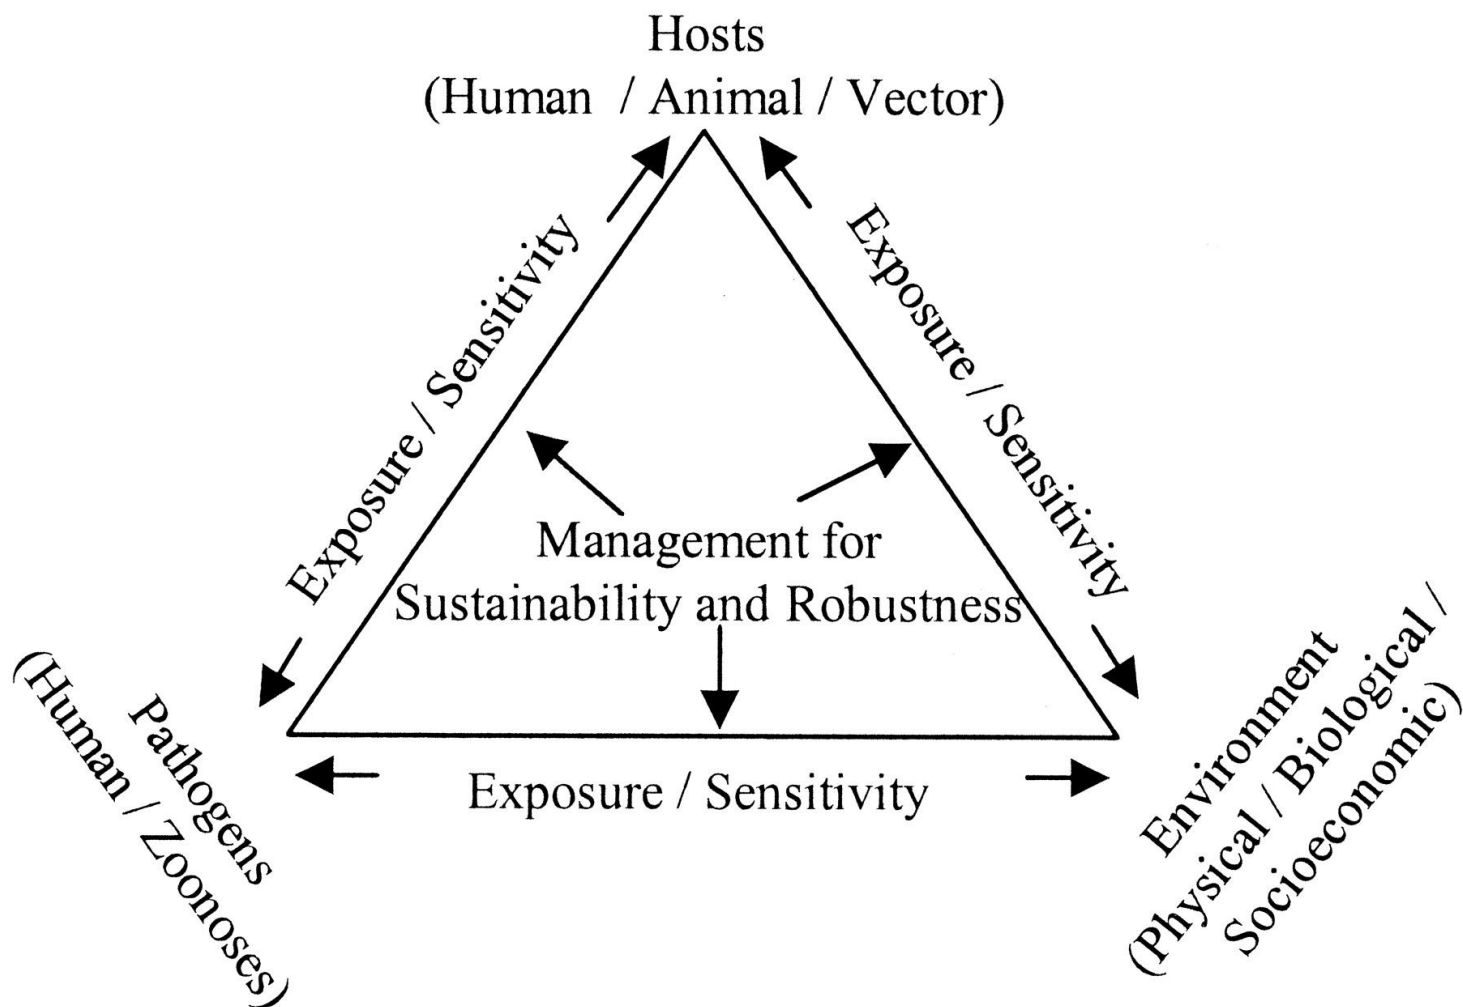 Hosts
(Human / Animal / Vector)
Exposure / Sensitivity
Exposure / Sensitivity
Management for
Sustainability and Robustness
Exposure / Sensitivity
Pathogens
(Human / Zoonoses)
Environment
(Physical / Biological /
Socioeconomic)